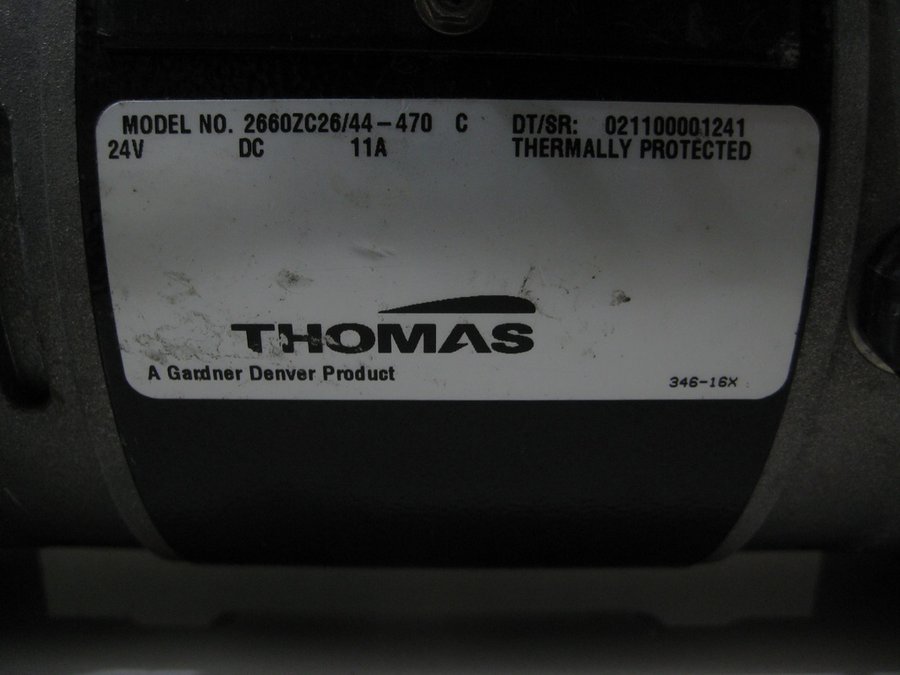 MODEL NO. 2660ZC26/44-470 C DT/SR: 021100001241
24V DC 11A THERMALLY PROTECTED
THOMAS
A Gardner Denver Product
346-16X